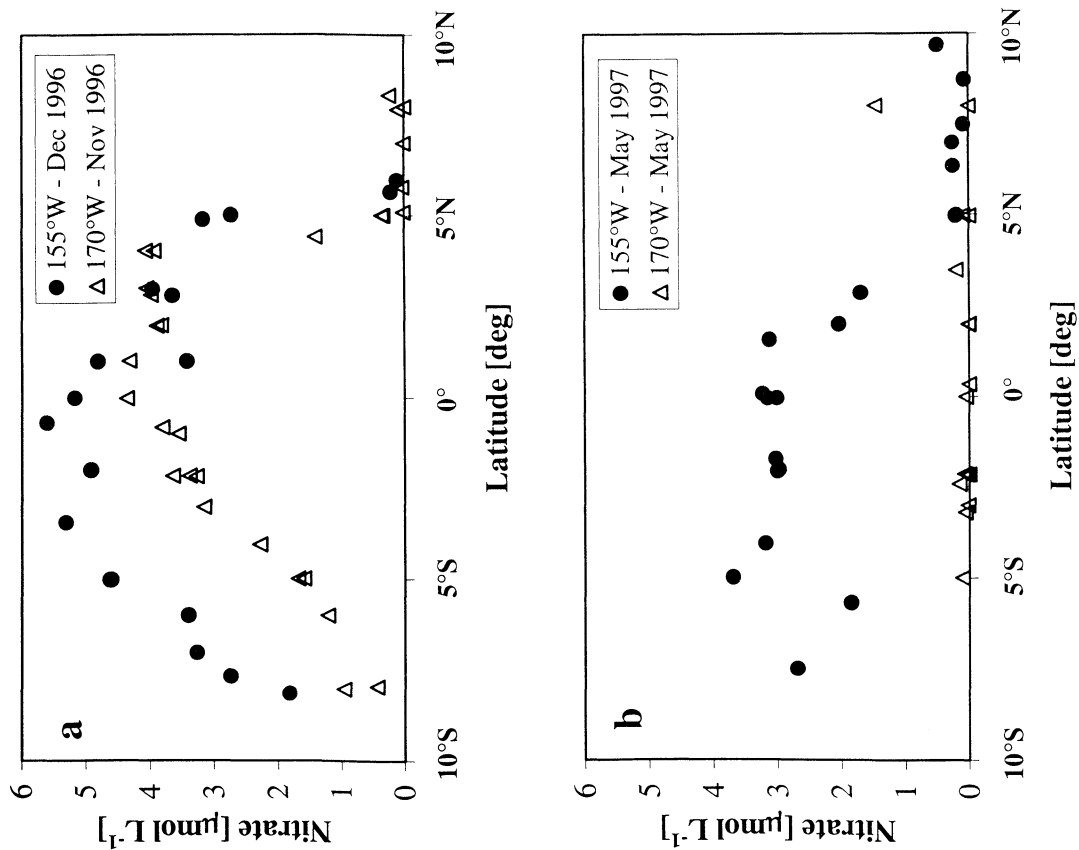 a
● 155°W - Dec 1996
△ 170°W - Nov 1996
Nitrate [μmol L⁻¹]
6
5
4
3
2
1
0
10°S
5°S
0°
5°N
10°N
Latitude [deg]
b
● 155°W - May 1997
△ 170°W - May 1997
Nitrate [μmol L⁻¹]
6
5
4
3
2
1
0
10°S
5°S
0°
5°N
10°N
Latitude [deg]